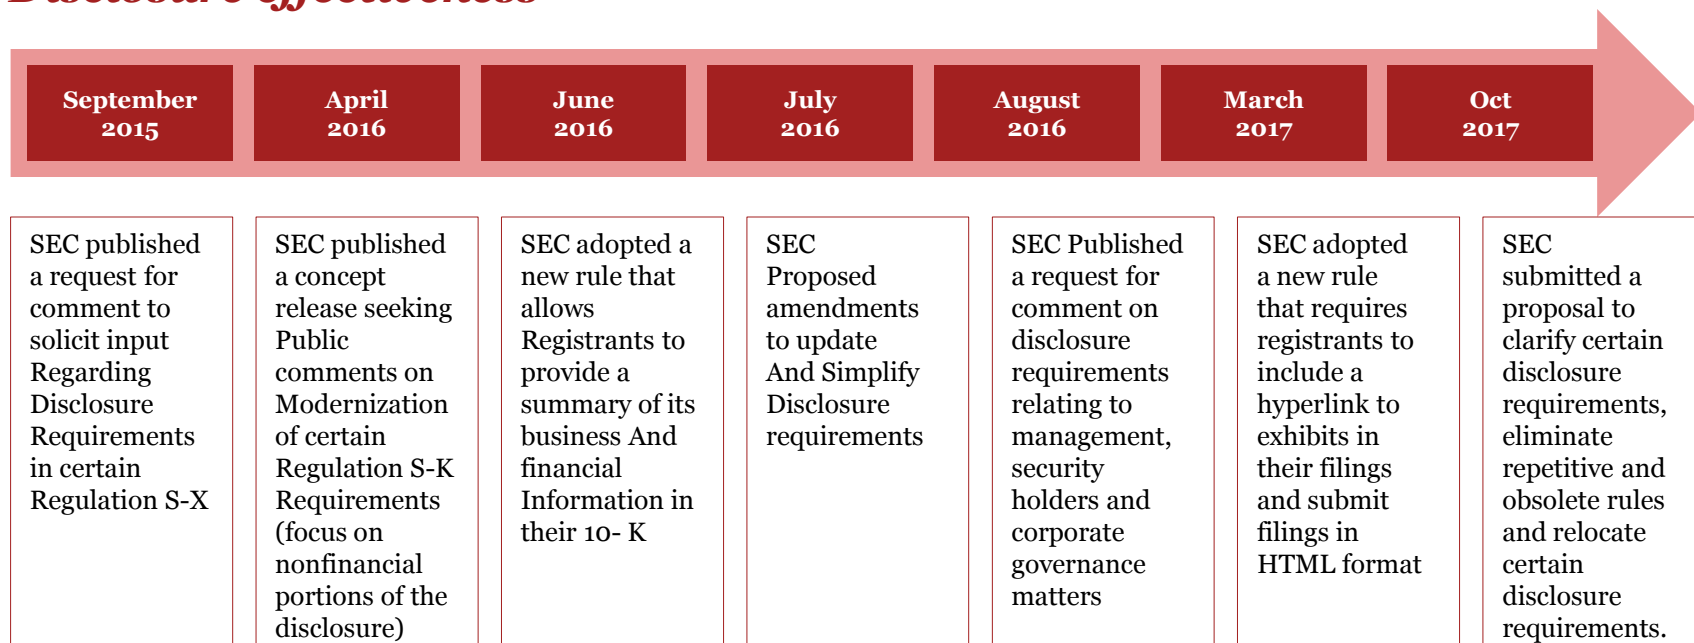 Disclosure effectiveness
September
2015
April
2016
June
2016
July
2016
August
2016
March
2017
Oct
2017
SEC published
a request for
comment to
solicit input
Regarding
Disclosure
Requirements
in certain
Regulation S-X
SEC published
a concept
release seeking
Public
comments on
Modernization
of certain
Regulation S-K
Requirements
(focus on
nonfinancial
portions of the
disclosure)
SEC adopted a
new rule that
allows
Registrants to
provide a
summary of its
business And
financial
Information in
their 10- K
SEC
Proposed
amendments
to update
And Simplify
Disclosure
requirements
SEC Published
a request for
comment on
disclosure
requirements
relating to
management,
security
holders and
corporate
governance
matters
SEC adopted
a new rule
that requires
registrants to
include a
hyperlink to
exhibits in
their filings
and submit
filings in
HTML format
SEC
submitted a
proposal to
clarify certain
disclosure
requirements,
eliminate
repetitive and
obsolete rules
and relocate
certain
disclosure
requirements.